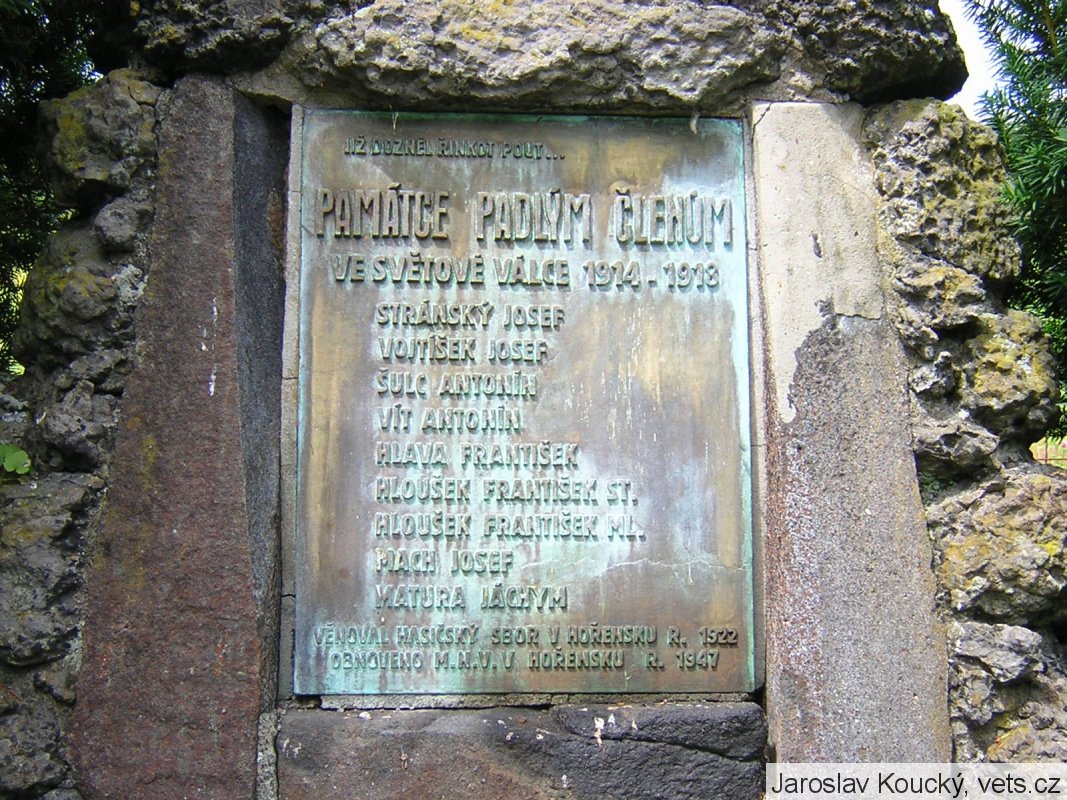 JIŽ DOZNĚL ŘINKOT POUT...
PAMÁTCE PADLÝM ČLENŮM
VE SVĚTOVÉ VÁLCE 1914 - 1918
STRÁNSKÝ JOSEF
VOJTÍŠEK JOSEF
ŠULC ANTONÍN
VÍT ANTONÍN
HLAVA FRANTIŠEK
HLOUŠEK FRANTIŠEK ST.
HLOUŠEK FRANTIŠEK ML.
MACH JOSEF
MATURA JÁCHYM
VĚNOVAL HASIČSKÝ SBOR V HOŘENSKU R. 1922
OBNOVENO M.N.V. V HOŘENSKU R. 1947
Jaroslav Koucký, vets.cz